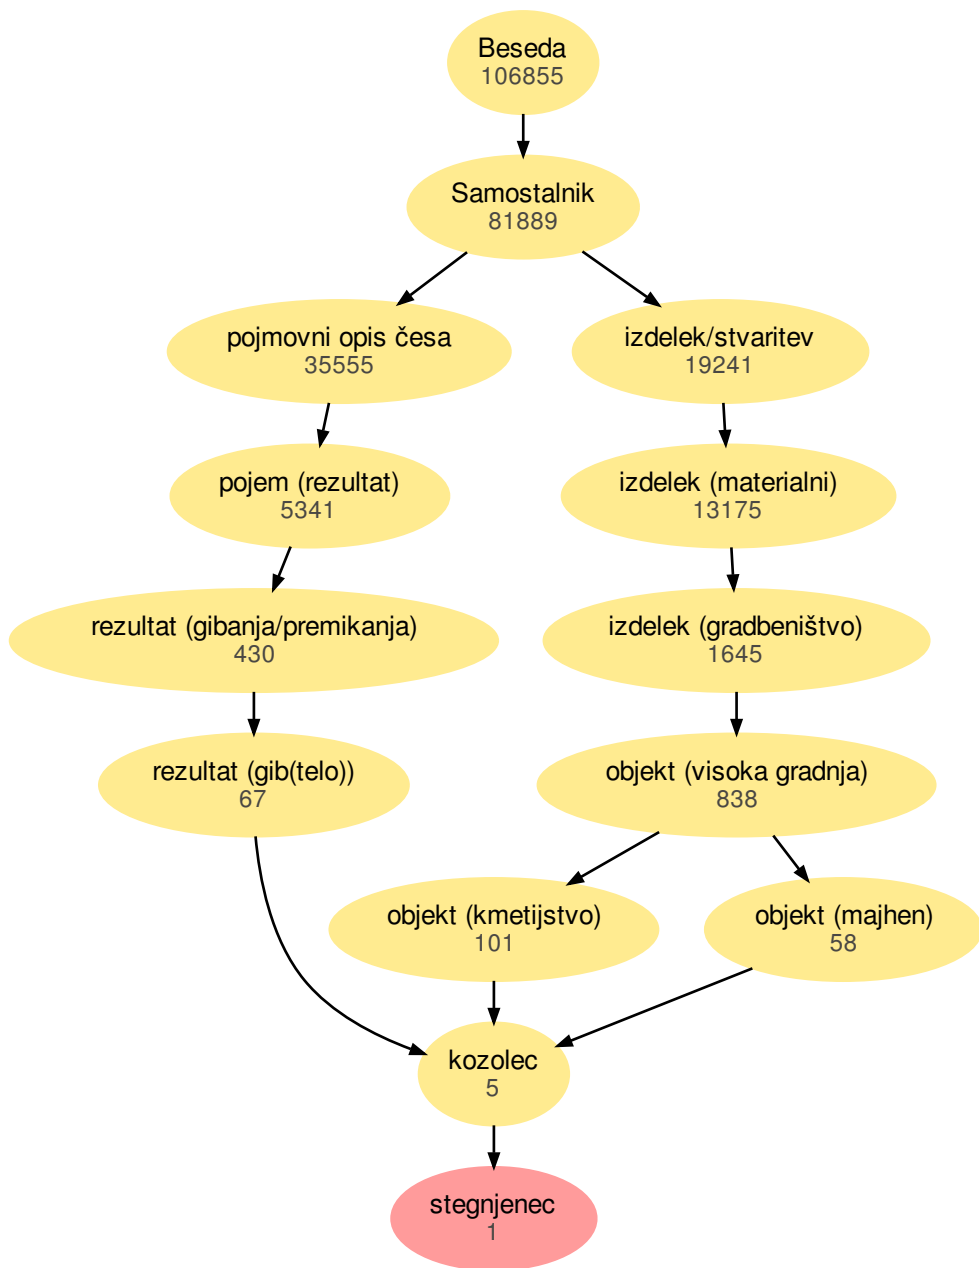 Beseda
106855
Samostalnik
81889
pojmovni opis česa
35555
izdelek/stvaritev
19241
pojem (rezultat)
5341
izdelek (materialni)
13175
rezultat (gibanja/premikanja)
430
izdelek (gradbeništvo)
1645
rezultat (gib(telo))
67
objekt (visoka gradnja)
838
objekt (kmetijstvo)
101
objekt (majhen)
58
kozolec
5
stegnjenec
1